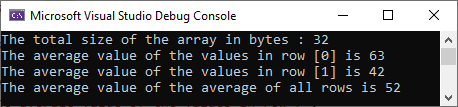 Microsoft Visual Studio Debug Console
The total size of the array in bytes : 32
The average value of the values in row [0] is 63
The average value of the values in row [1] is 42
The average value of the average of all rows is 52